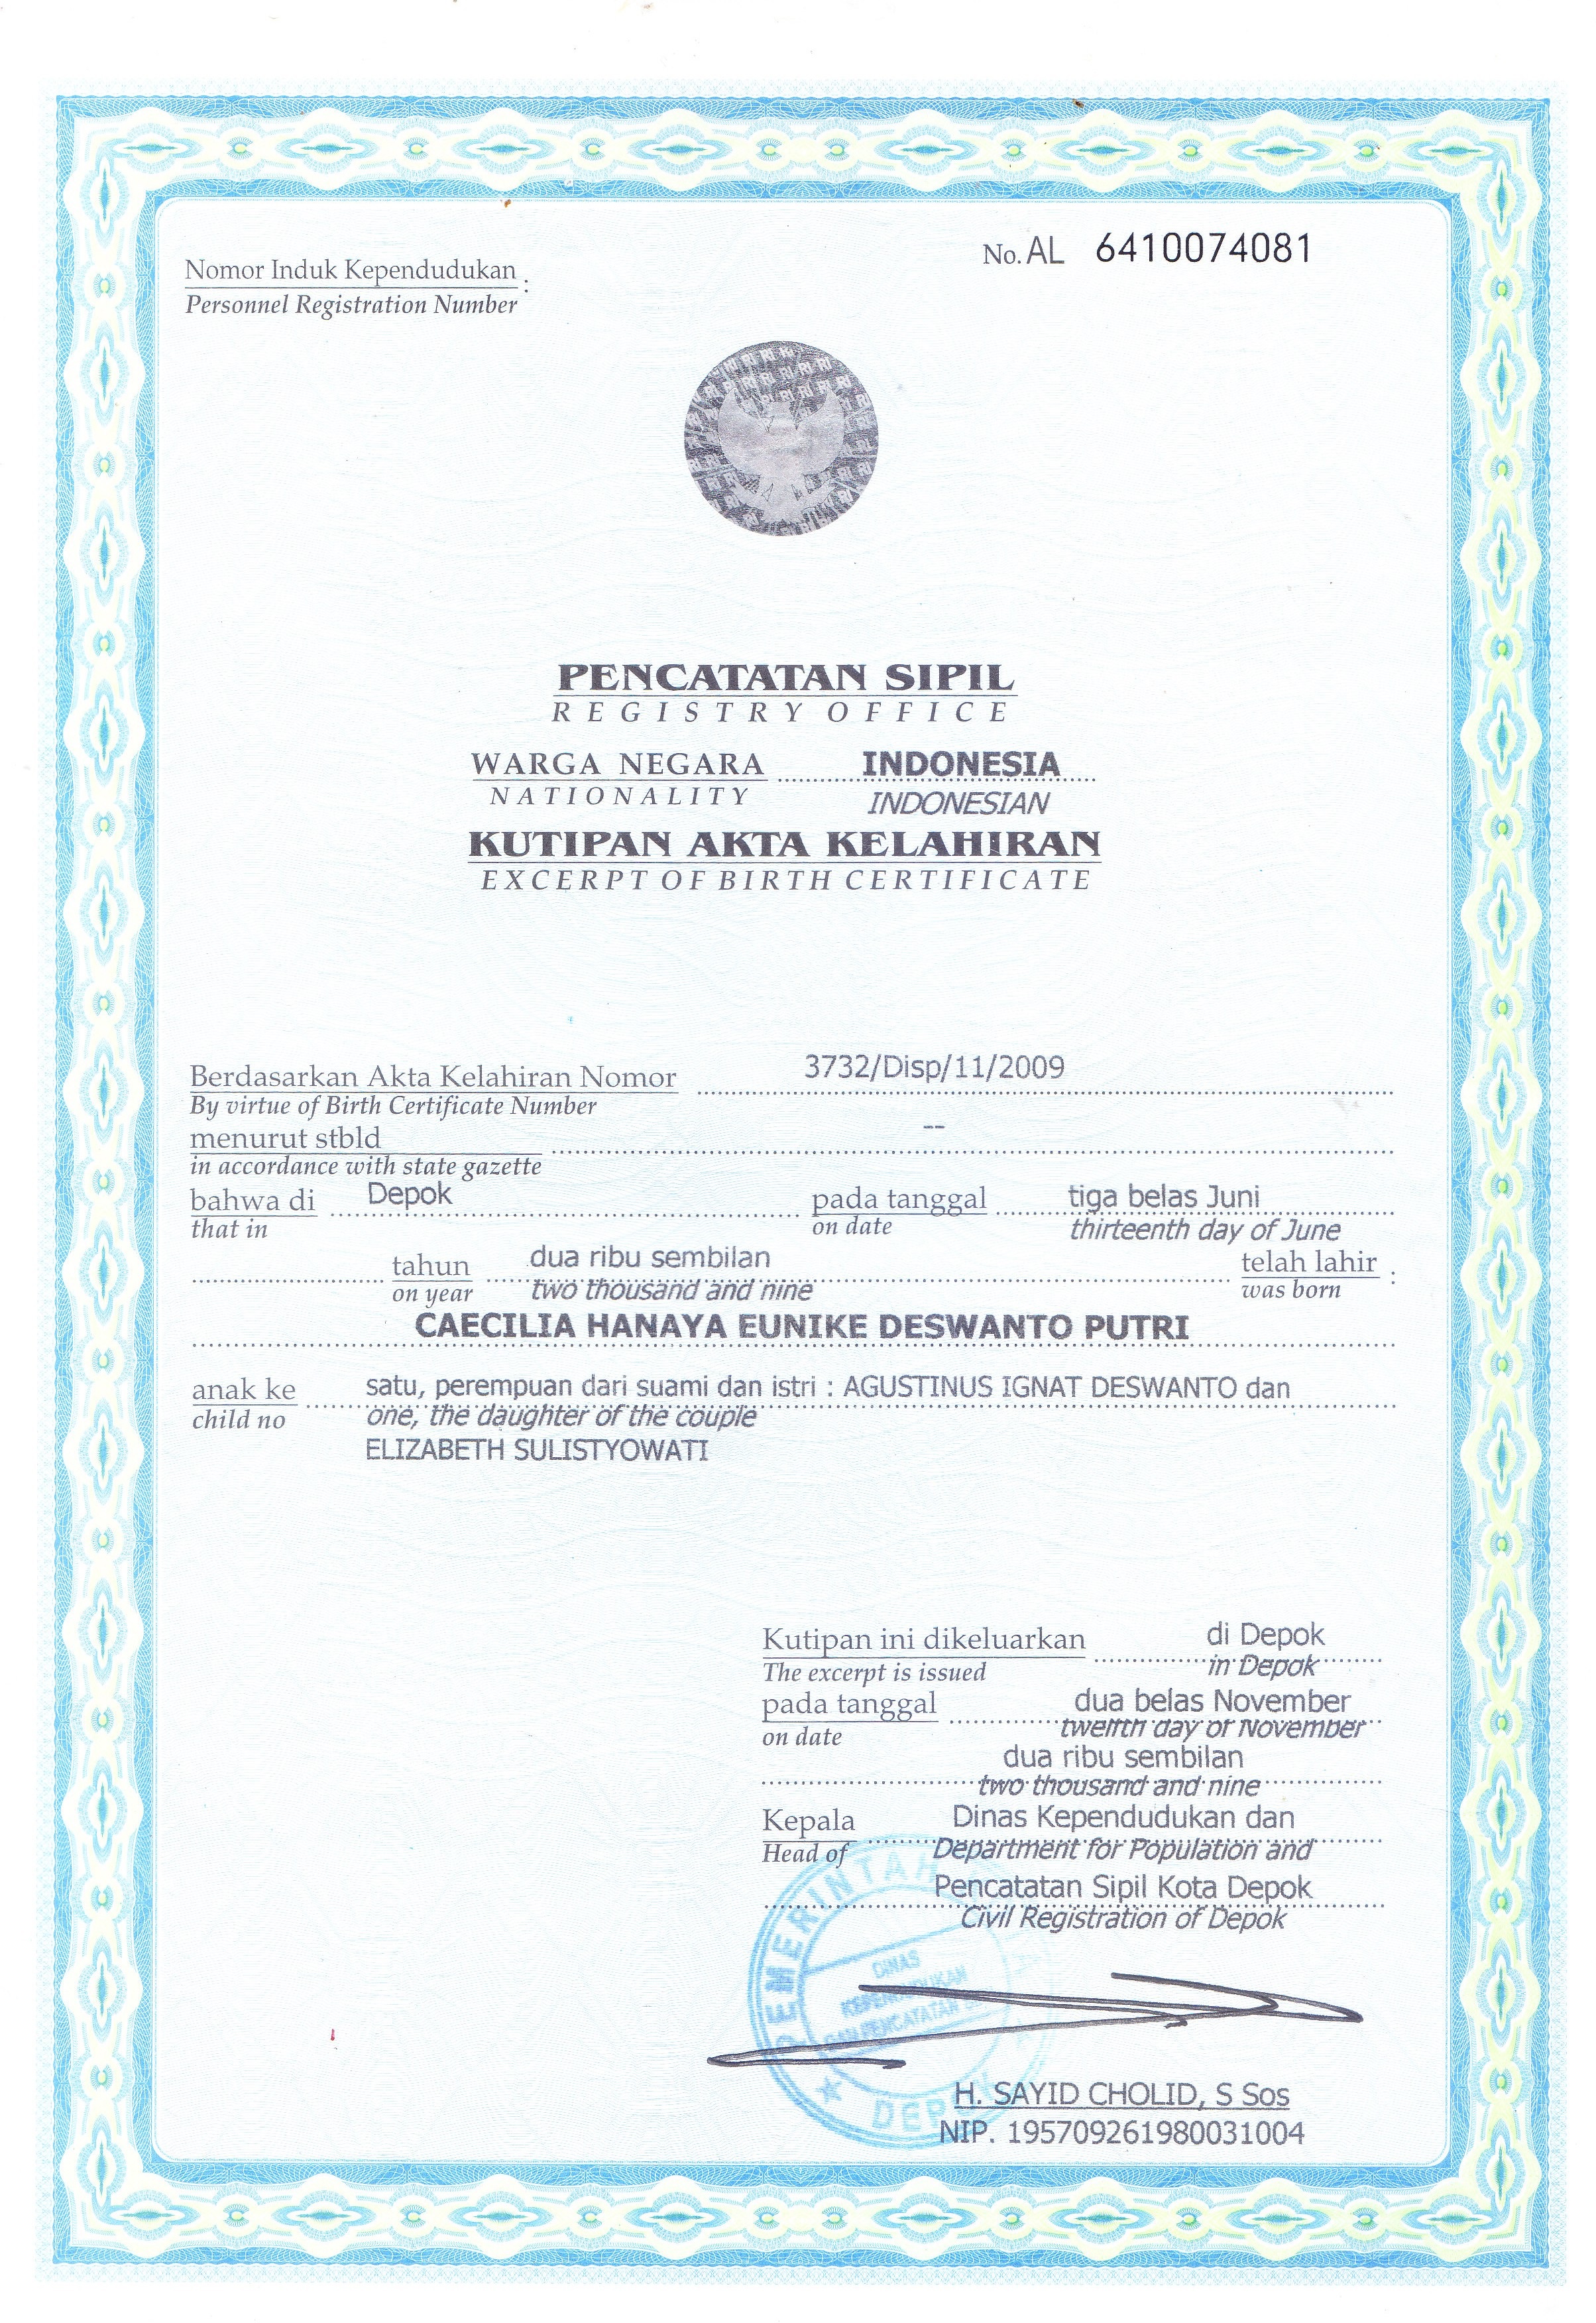 Nomor Induk Kependudukan :
Personnel Registration Number
No. AL 6410074081
PENCATATAN SIPIL
REGISTRY OFFICE
WARGA NEGARA INDONESIA
NATIONALITY INDONESIAN
KUTIPAN AKTA KELAHIRAN
EXCERPT OF BIRTH CERTIFICATE
Berdasarkan Akta Kelahiran Nomor 3732/Disp/11/2009
By virtue of Birth Certificate Number
menurut stbld --
in accordance with state gazette
bahwa di Depok pada tanggal tiga belas Juni
that in on date thirteenth day of June
tahun dua ribu sembilan telah lahir :
on year two thousand and nine was born
CAECILIA HANAYA EUNIKE DESWANTO PUTRI
anak ke satu, perempuan dari suami dan istri : AGUSTINUS IGNAT DESWANTO dan
child no one, the daughter of the couple
ELIZABETH SULISTYOWATI
Kutipan ini dikeluarkan di Depok
The excerpt is issued in Depok
pada tanggal dua belas November
on date twelfth day of November
dua ribu sembilan
two thousand and nine
Kepala Dinas Kependudukan dan
Head of Department for Population and
Pencatatan Sipil Kota Depok
Civil Registration of Depok
PEMERINTAH
DINAS
KEPENDUDUKAN
DAN PENCATATAN
DEPOK
H. SAYID CHOLID, S Sos
NIP. 195709261980031004